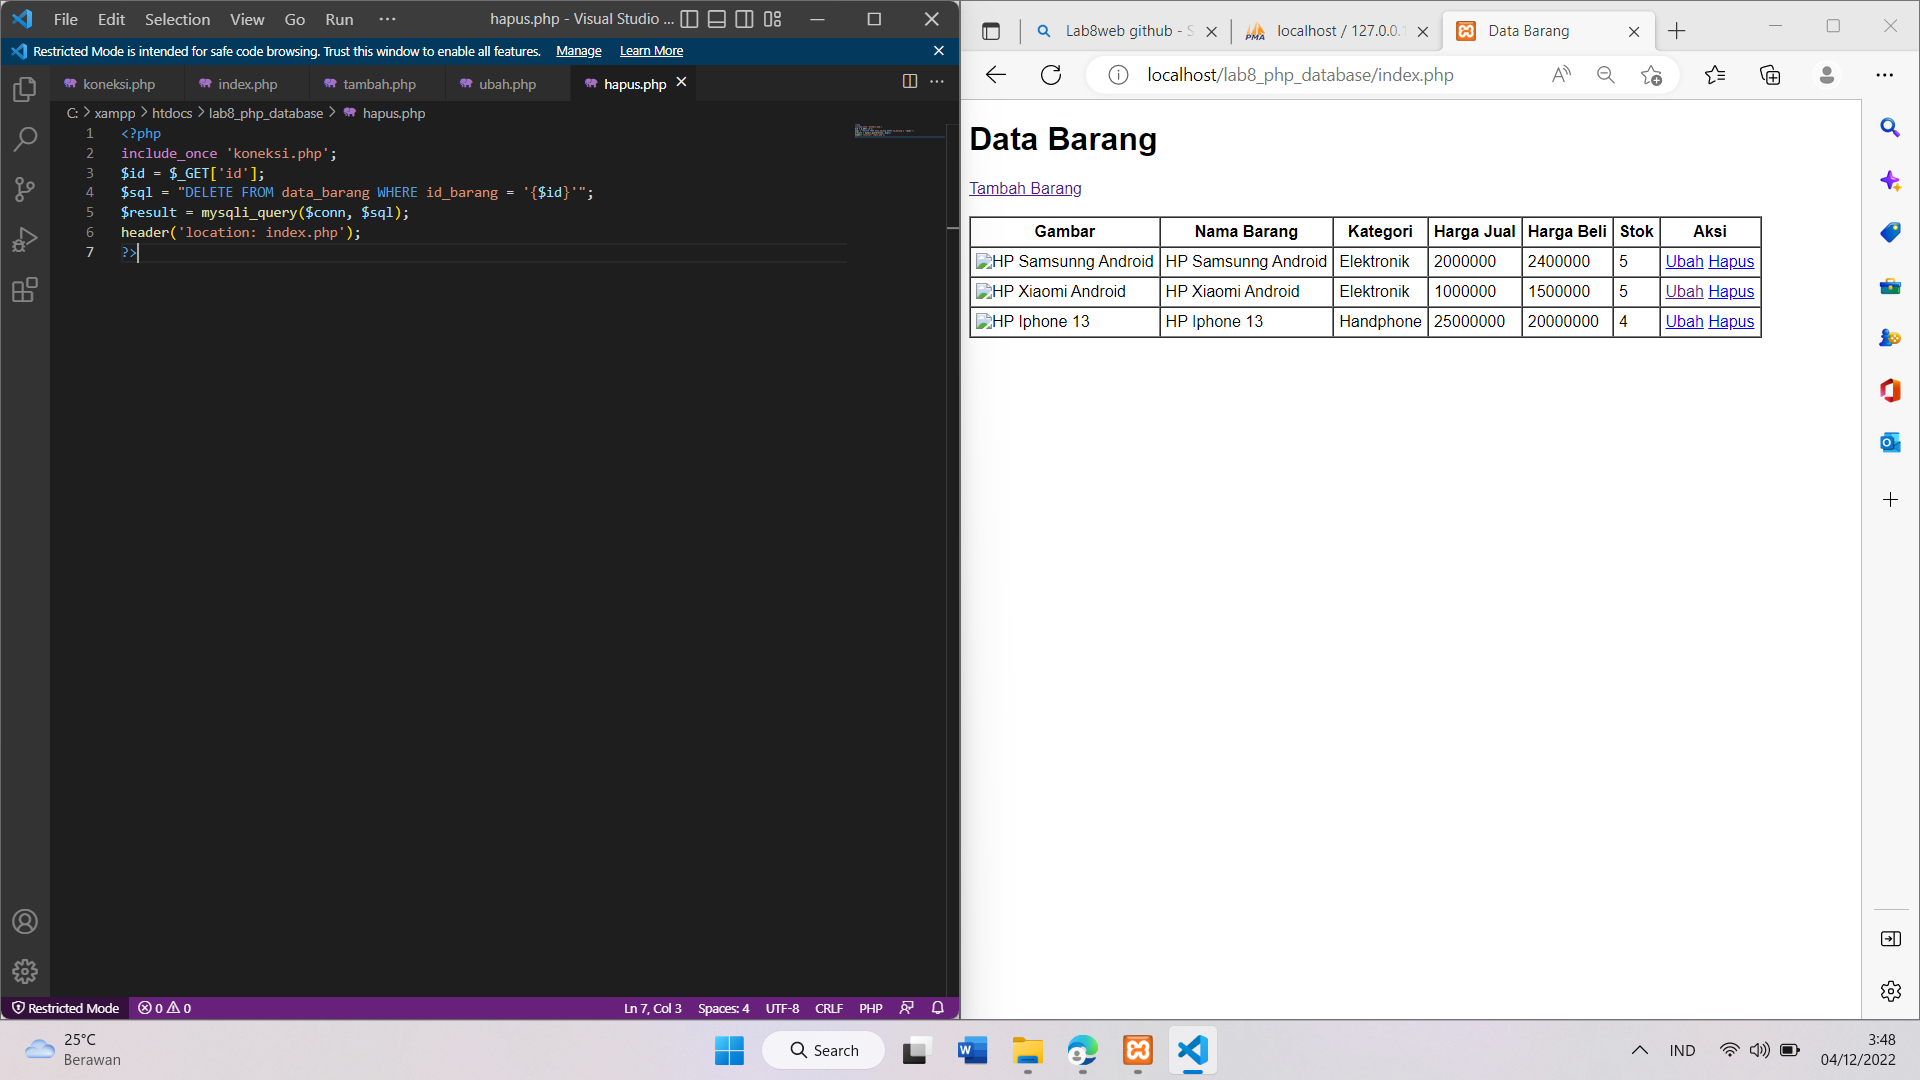 File Edit Selection View Go Run ··· hapus.php - Visual Studio ...
Restricted Mode is intended for safe code browsing. Trust this window to enable all features. Manage Learn More
koneksi.php index.php tambah.php ubah.php hapus.php
C: > xampp > htdocs > lab8_php_database > hapus.php
1 <?php
2 include_once 'koneksi.php';
3 $id = $_GET['id'];
4 $sql = "DELETE FROM data_barang WHERE id_barang = '{$id}'";
5 $result = mysqli_query($conn, $sql);
6 header('location: index.php');
7 ?>
Restricted Mode 0 0 Ln 7, Col 3 Spaces: 4 UTF-8 CRLF PHP
Lab8web github - S localhost / 127.0.0.1 Data Barang
localhost/lab8_php_database/index.php
Data Barang
Tambah Barang
Gambar Nama Barang Kategori Harga Jual Harga Beli Stok Aksi
HP Samsunng Android HP Samsunng Android Elektronik 2000000 2400000 5 Ubah Hapus
HP Xiaomi Android HP Xiaomi Android Elektronik 1000000 1500000 5 Ubah Hapus
HP Iphone 13 HP Iphone 13 Handphone 25000000 20000000 4 Ubah Hapus
25°C
Berawan
Search
IND
3:48
04/12/2022